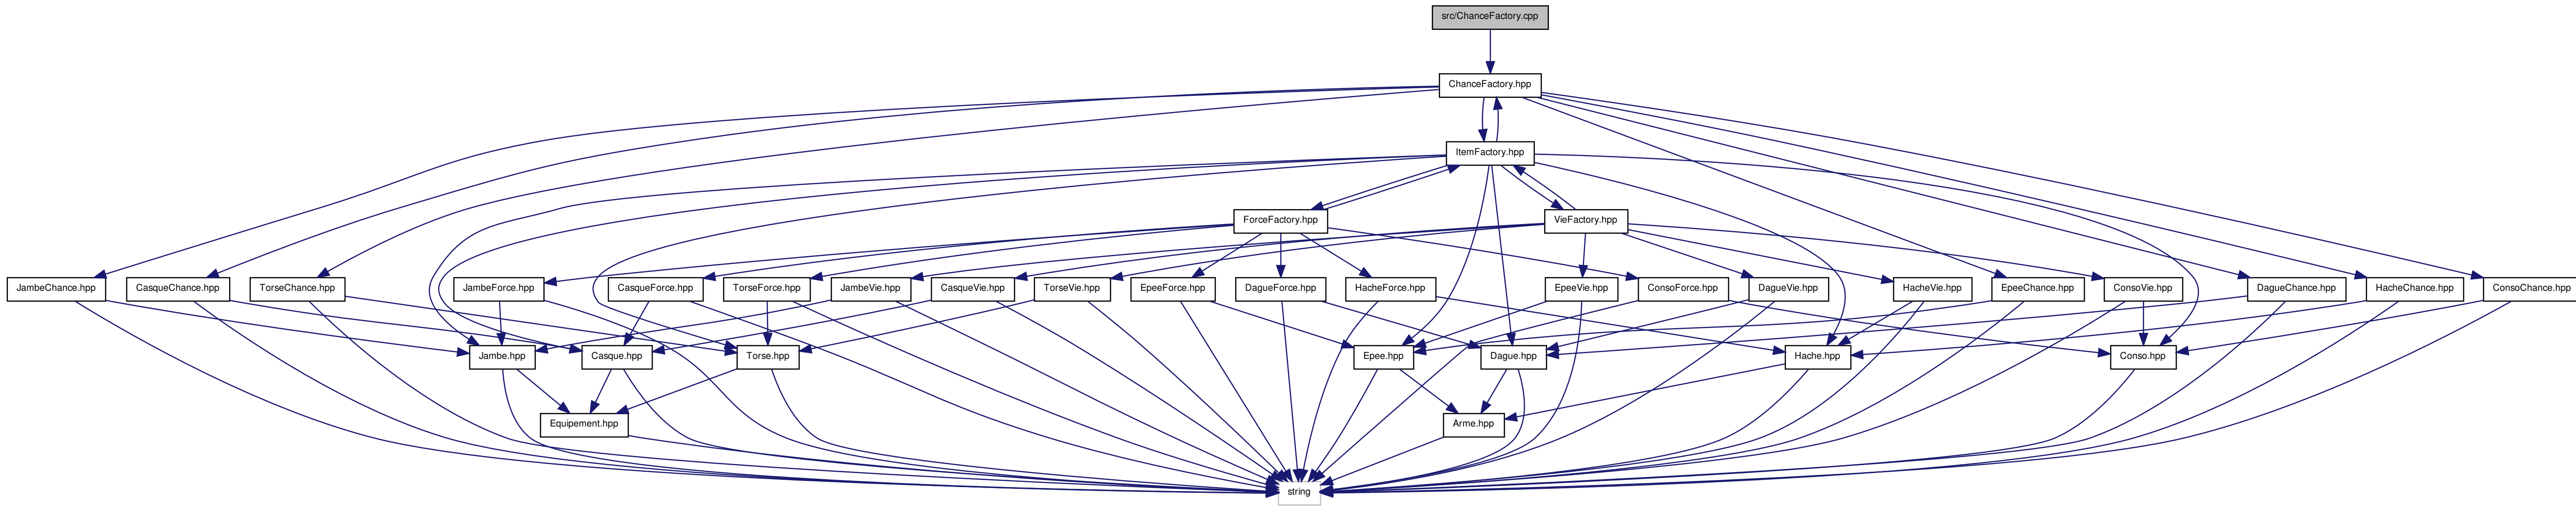 src/ChanceFactory.cpp
ChanceFactory.hpp
ItemFactory.hpp
ForceFactory.hpp
VieFactory.hpp
JambeChance.hpp
CasqueChance.hpp
TorseChance.hpp
JambeForce.hpp
CasqueForce.hpp
TorseForce.hpp
JambeVie.hpp
CasqueVie.hpp
TorseVie.hpp
EpeeForce.hpp
DagueForce.hpp
HacheForce.hpp
EpeeVie.hpp
ConsoForce.hpp
DagueVie.hpp
HacheVie.hpp
EpeeChance.hpp
ConsoVie.hpp
DagueChance.hpp
HacheChance.hpp
ConsoChance.hpp
Jambe.hpp
Casque.hpp
Torse.hpp
Epee.hpp
Dague.hpp
Hache.hpp
Conso.hpp
Equipement.hpp
Arme.hpp
string